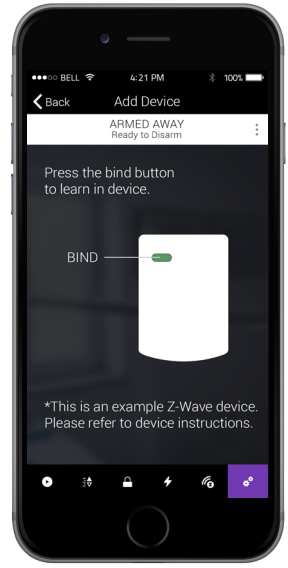 BELL 4:21 PM 100%
Back Add Device
ARMED AWAY
Ready to Disarm
Press the bind button
to learn in device.
BIND
*This is an example Z-Wave device.
Please refer to device instructions.